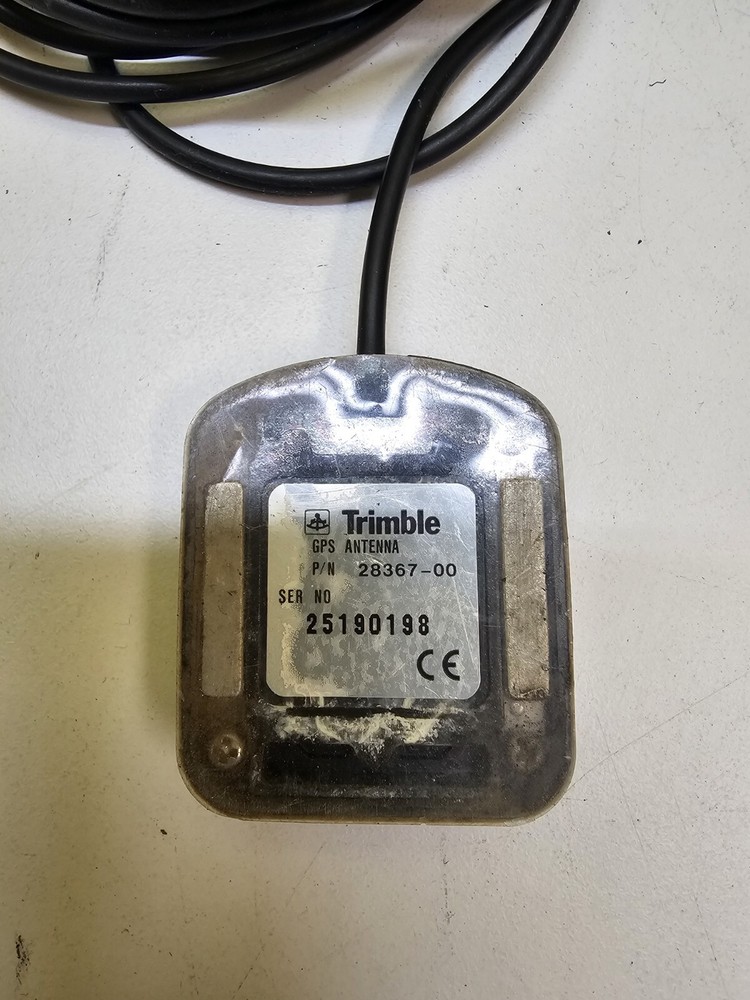 Trimble
GPS ANTENNA
P/N 28367-00
SER NO
25190198
CE